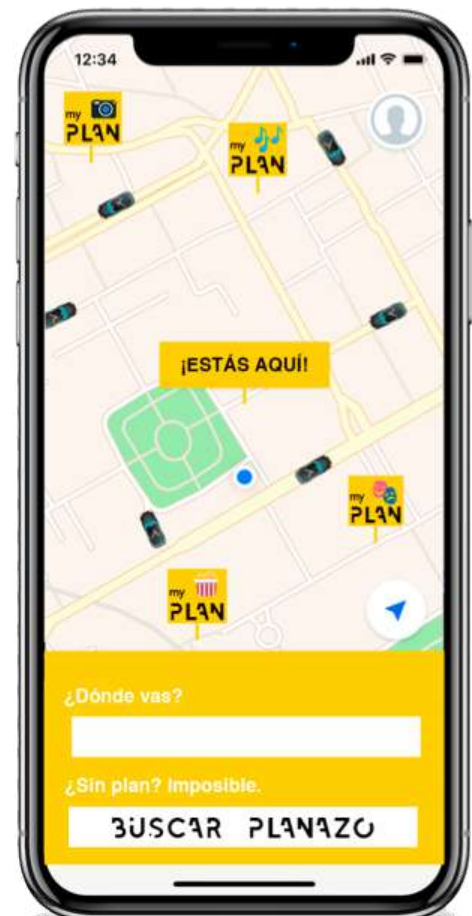 12:34
my
PLAN
my
PLAN
¡ESTÁS AQUÍ!
my
PLAN
my
PLAN
¿Dónde vas?
¿Sin plan? Imposible.
BUSCAR PLANAZO